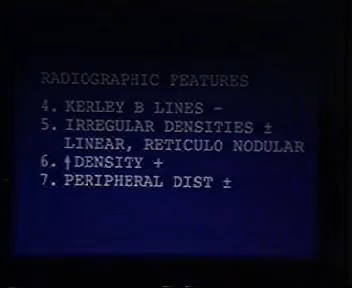 RADIOGRAPHIC FEATURES
4. KERLEY B LINES -
5. IRREGULAR DENSITIES ±
LINEAR, RETICULO NODULAR
6. ↑DENSITY +
7. PERIPHERAL DIST ±